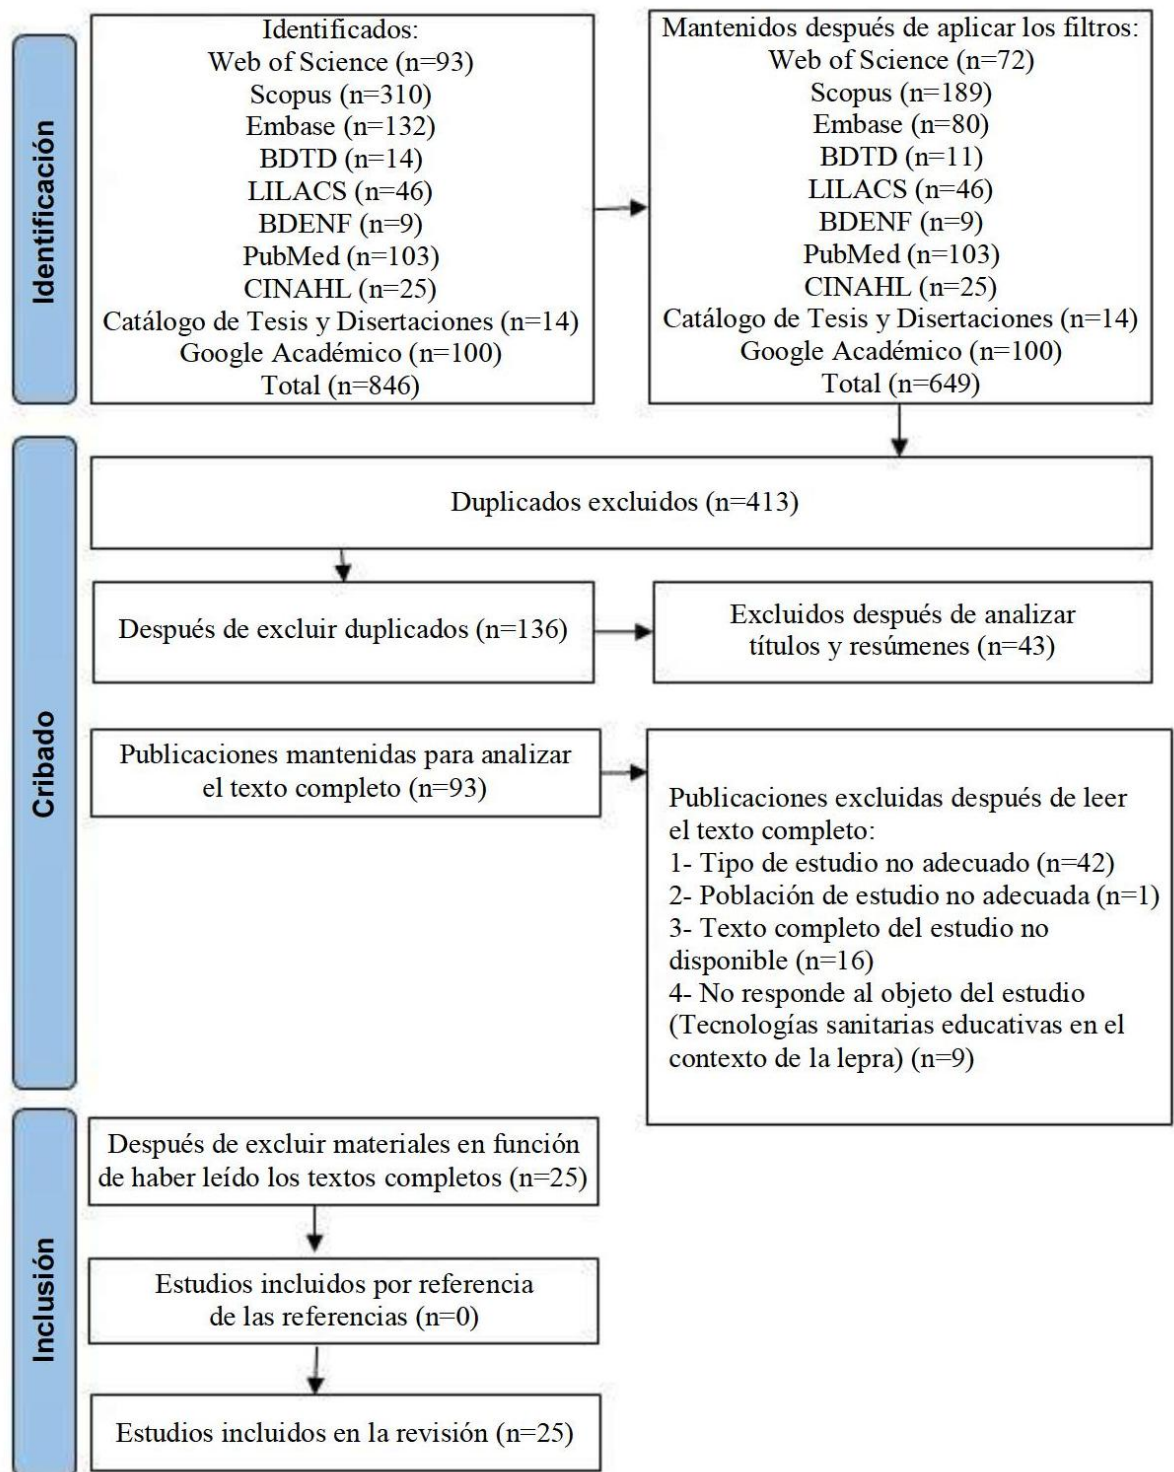 Identificación
Identificados:
Web of Science (n=93)
Scopus (n=310)
Embase (n=132)
BDTD (n=14)
LILACS (n=46)
BDENF (n=9)
PubMed (n=103)
CINAHL (n=25)
Catálogo de Tesis y Disertaciones (n=14)
Google Académico (n=100)
Total (n=846)
Mantenidos después de aplicar los filtros:
Web of Science (n=72)
Scopus (n=189)
Embase (n=80)
BDTD (n=11)
LILACS (n=46)
BDENF (n=9)
PubMed (n=103)
CINAHL (n=25)
Catálogo de Tesis y Disertaciones (n=14)
Google Académico (n=100)
Total (n=649)
Cribado
Duplicados excluidos (n=413)
Después de excluir duplicados (n=136)
Excluidos después de analizar
títulos y resúmenes (n=43)
Publicaciones mantenidas para analizar
el texto completo (n=93)
Publicaciones excluidas después de leer
el texto completo:
1- Tipo de estudio no adecuado (n=42)
2- Población de estudio no adecuada (n=1)
3- Texto completo del estudio no
disponible (n=16)
4- No responde al objeto del estudio
(Tecnologías sanitarias educativas en el
contexto de la lepra) (n=9)
Inclusión
Después de excluir materiales en función
de haber leído los textos completos (n=25)
Estudios incluidos por referencia
de las referencias (n=0)
Estudios incluidos en la revisión (n=25)